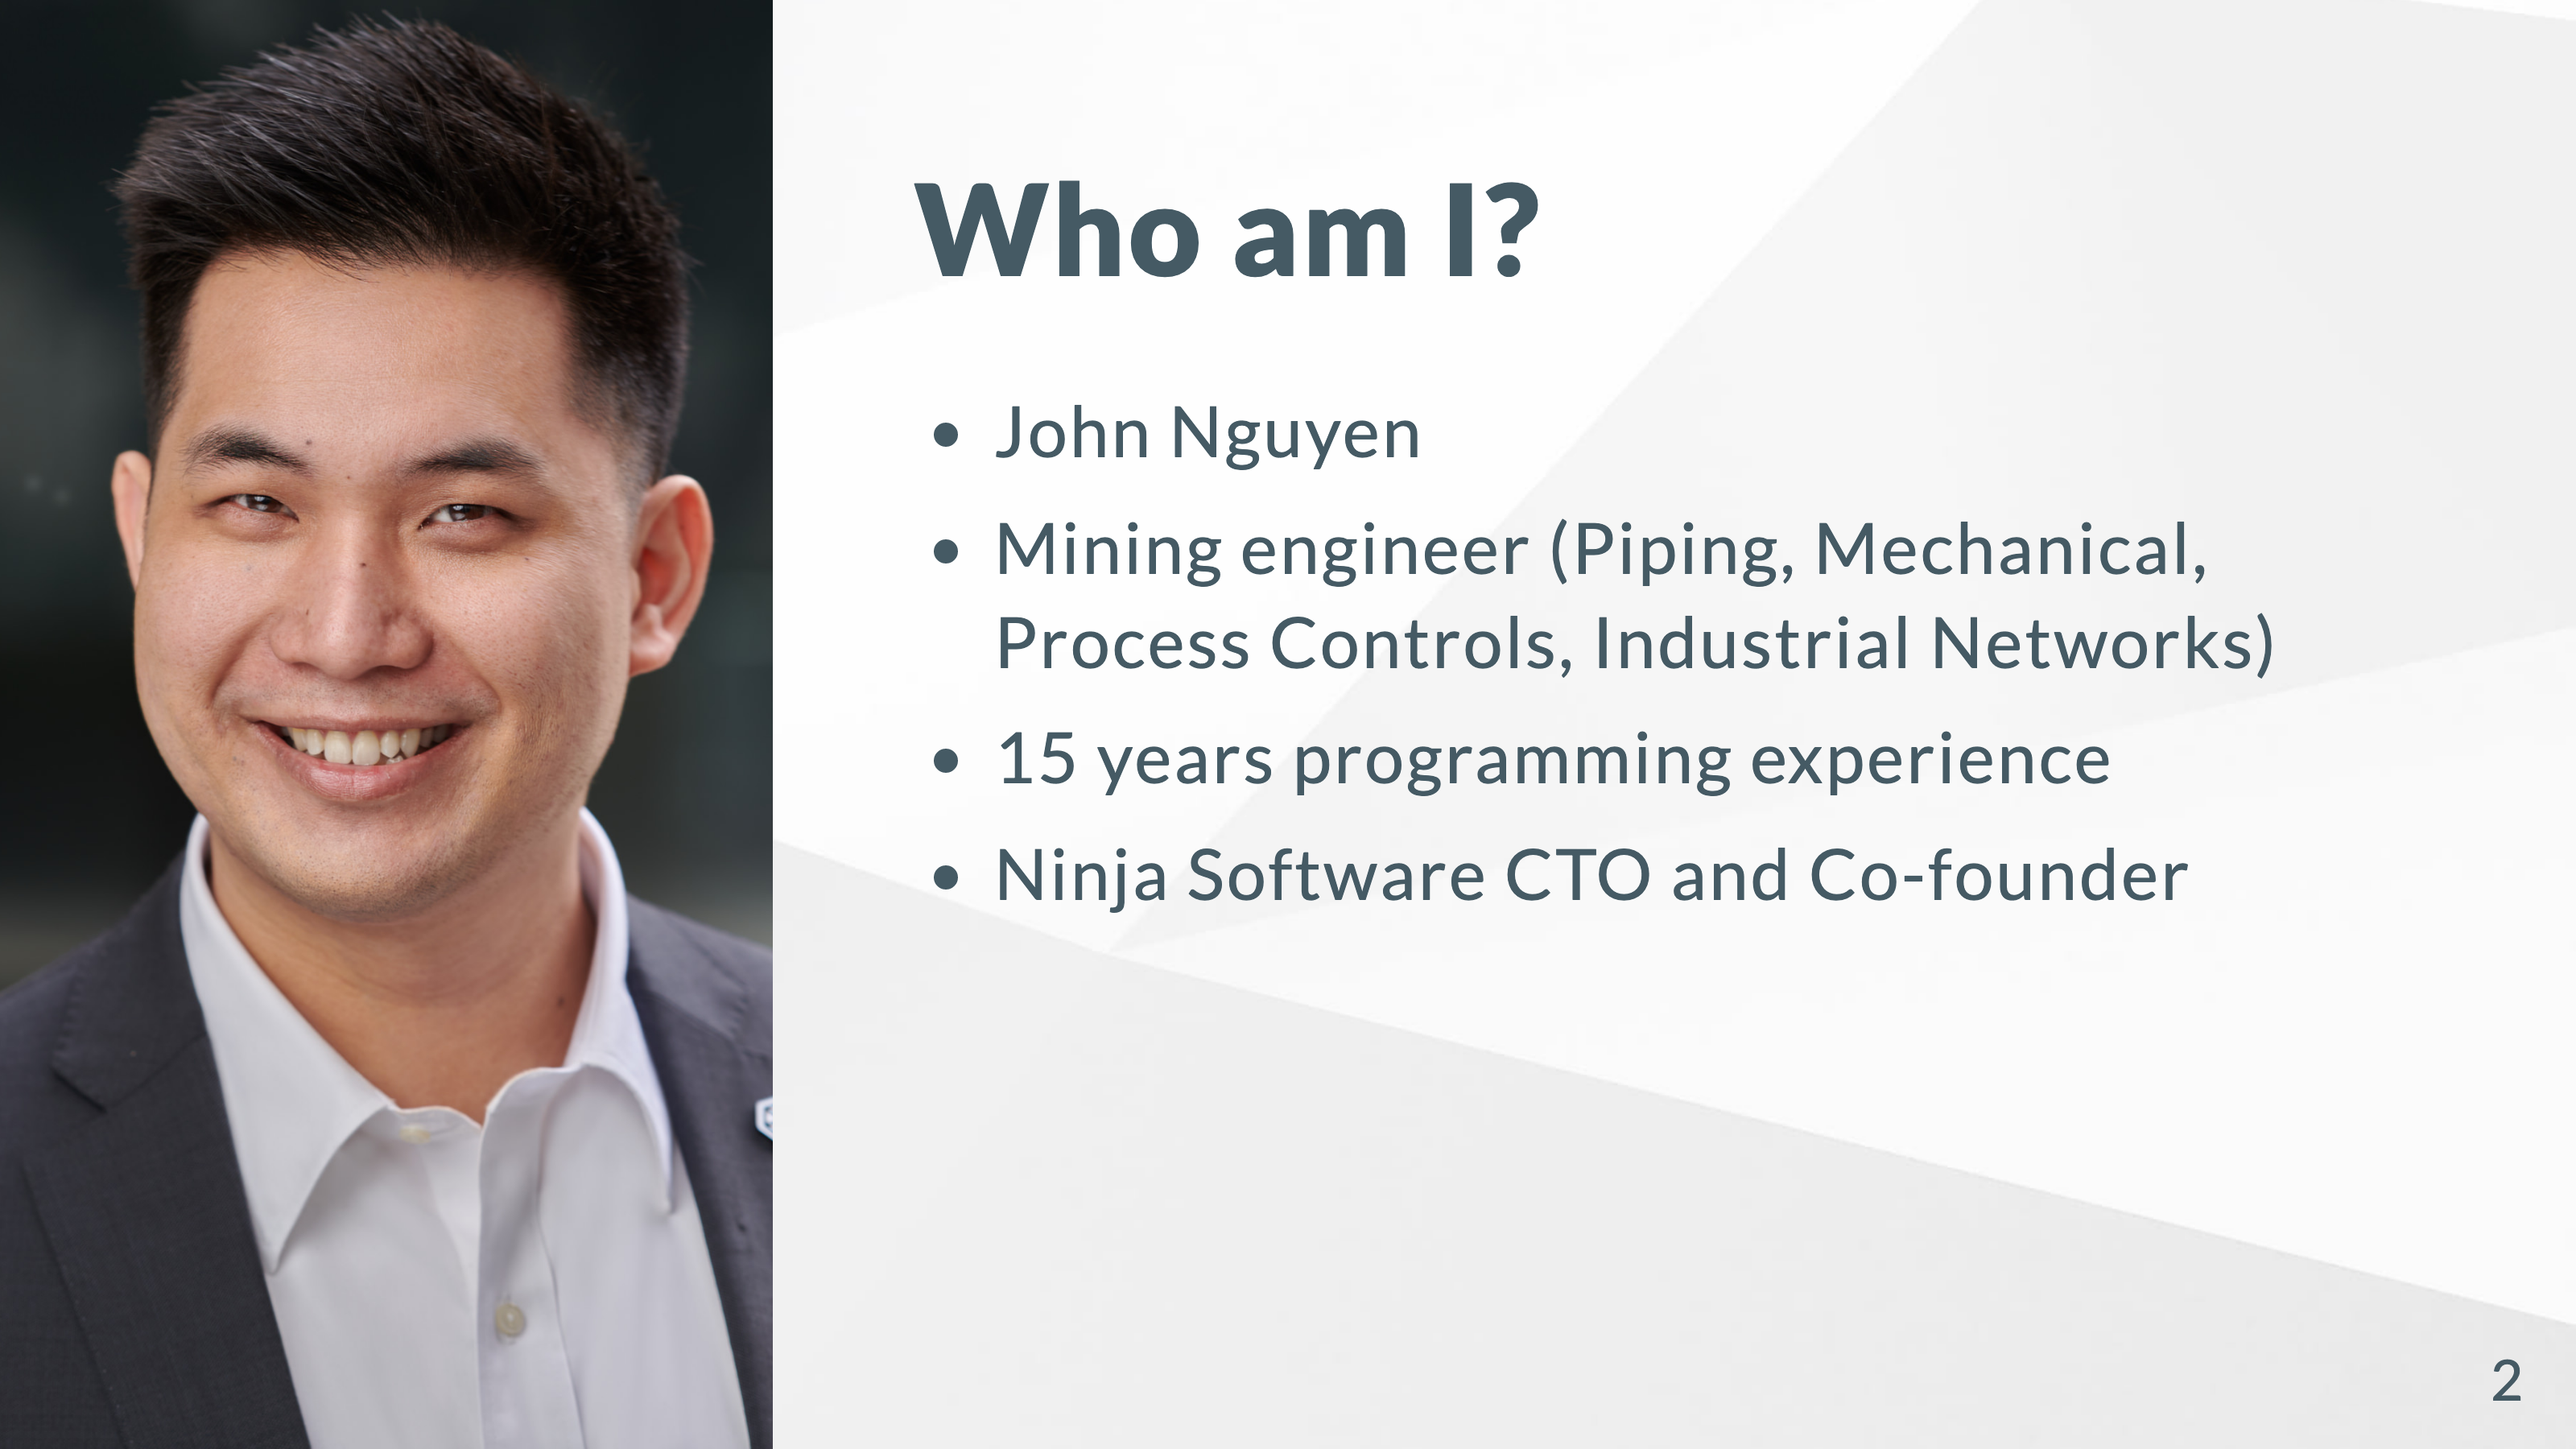 Who am I?
• John Nguyen
• Mining engineer (Piping, Mechanical,
Process Controls, Industrial Networks)
• 15 years programming experience
• Ninja Software CTO and Co-founder
2